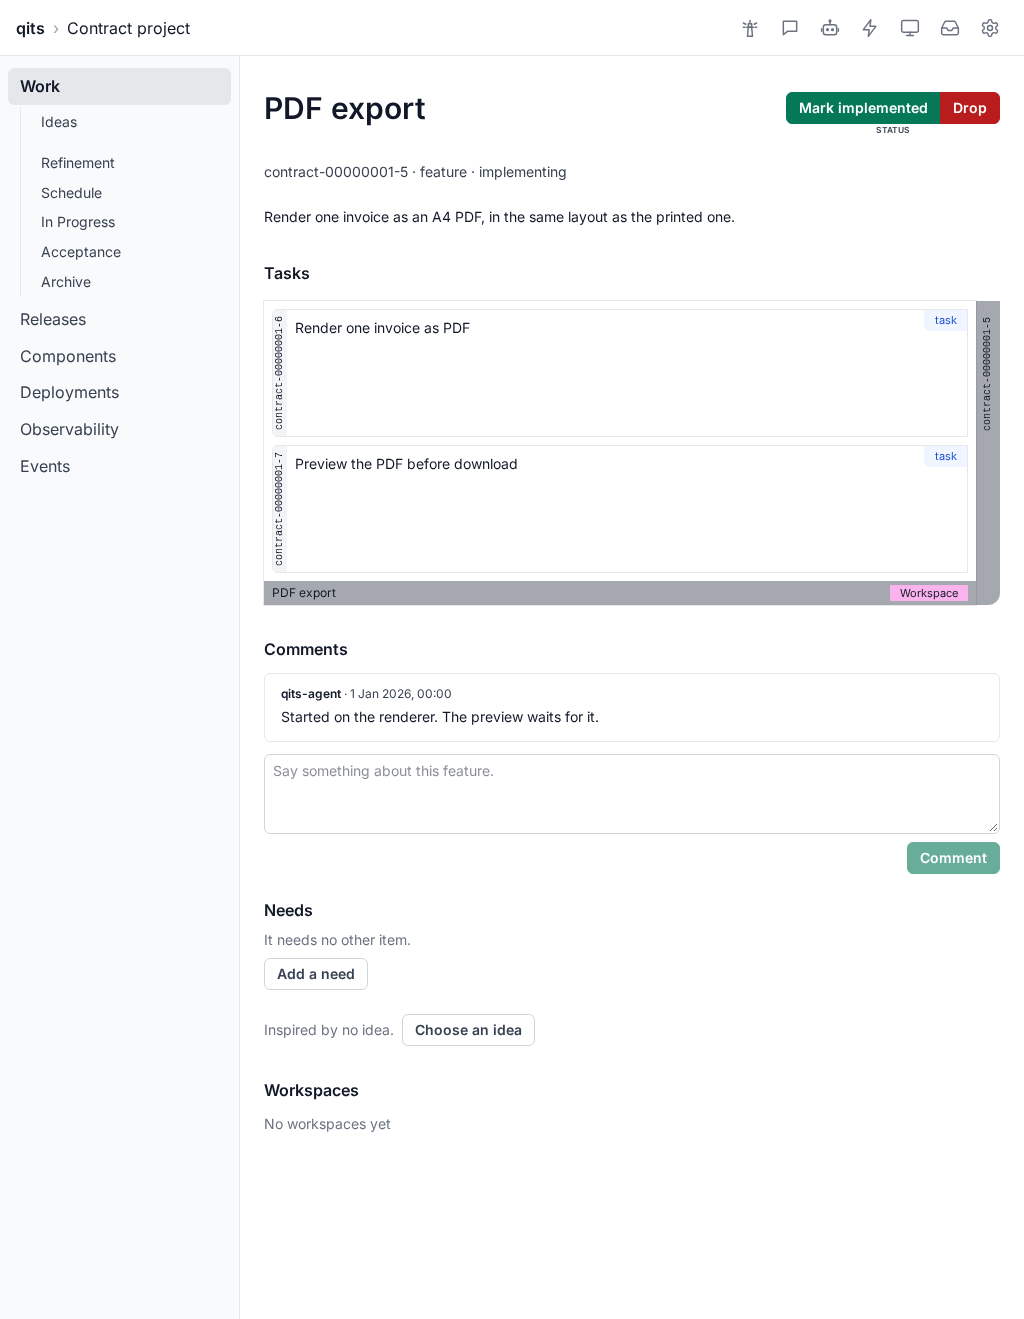 qits › Contract project
Work
Ideas
Refinement
Schedule
In Progress
Acceptance
Archive
Releases
Components
Deployments
Observability
Events
PDF export
Mark implemented
Drop
STATUS
contract-00000001-5 · feature · implementing
Render one invoice as an A4 PDF, in the same layout as the printed one.
Tasks
contract-00000001-6
Render one invoice as PDF
task
contract-00000001-5
contract-00000001-7
Preview the PDF before download
task
PDF export
Workspace
Comments
qits-agent · 1 Jan 2026, 00:00
Started on the renderer. The preview waits for it.
Say something about this feature.
Comment
Needs
It needs no other item.
Add a need
Inspired by no idea.
Choose an idea
Workspaces
No workspaces yet